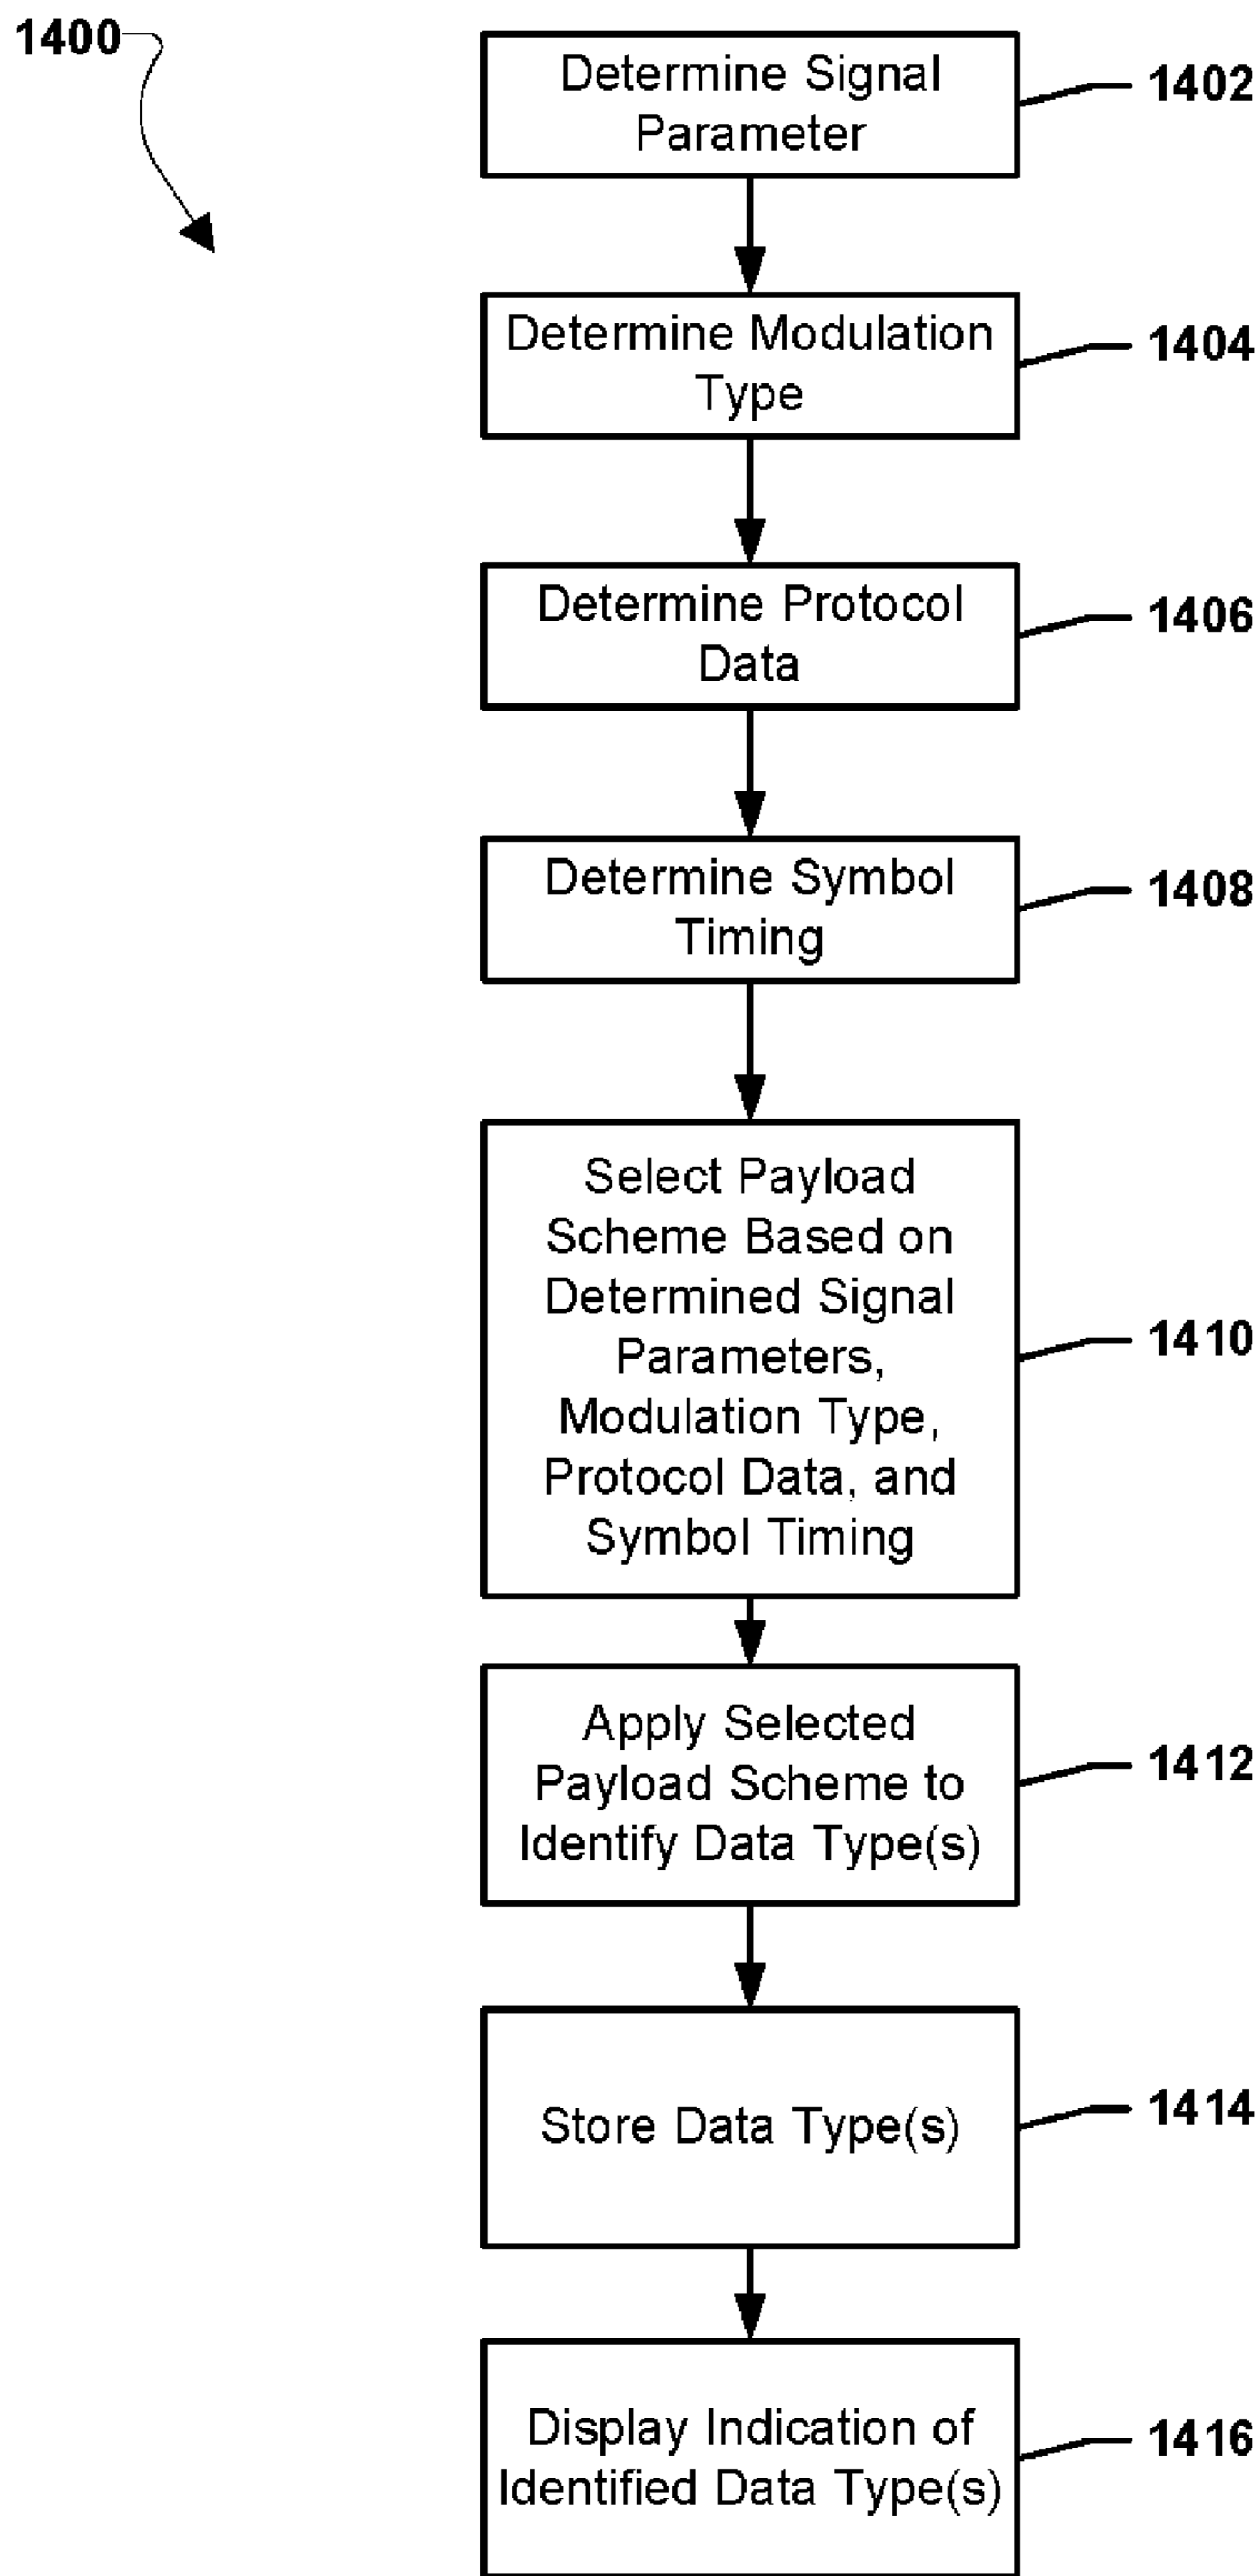 1400
Determine Signal
Parameter
1402
Determine Modulation
Type
1404
Determine Protocol
Data
1406
Determine Symbol
Timing
1408
Select Payload
Scheme Based on
Determined Signal
Parameters,
Modulation Type,
Protocol Data, and
Symbol Timing
1410
Apply Selected
Payload Scheme to
Identify Data Type(s)
1412
Store Data Type(s)
1414
Display Indication of
Identified Data Type(s)
1416